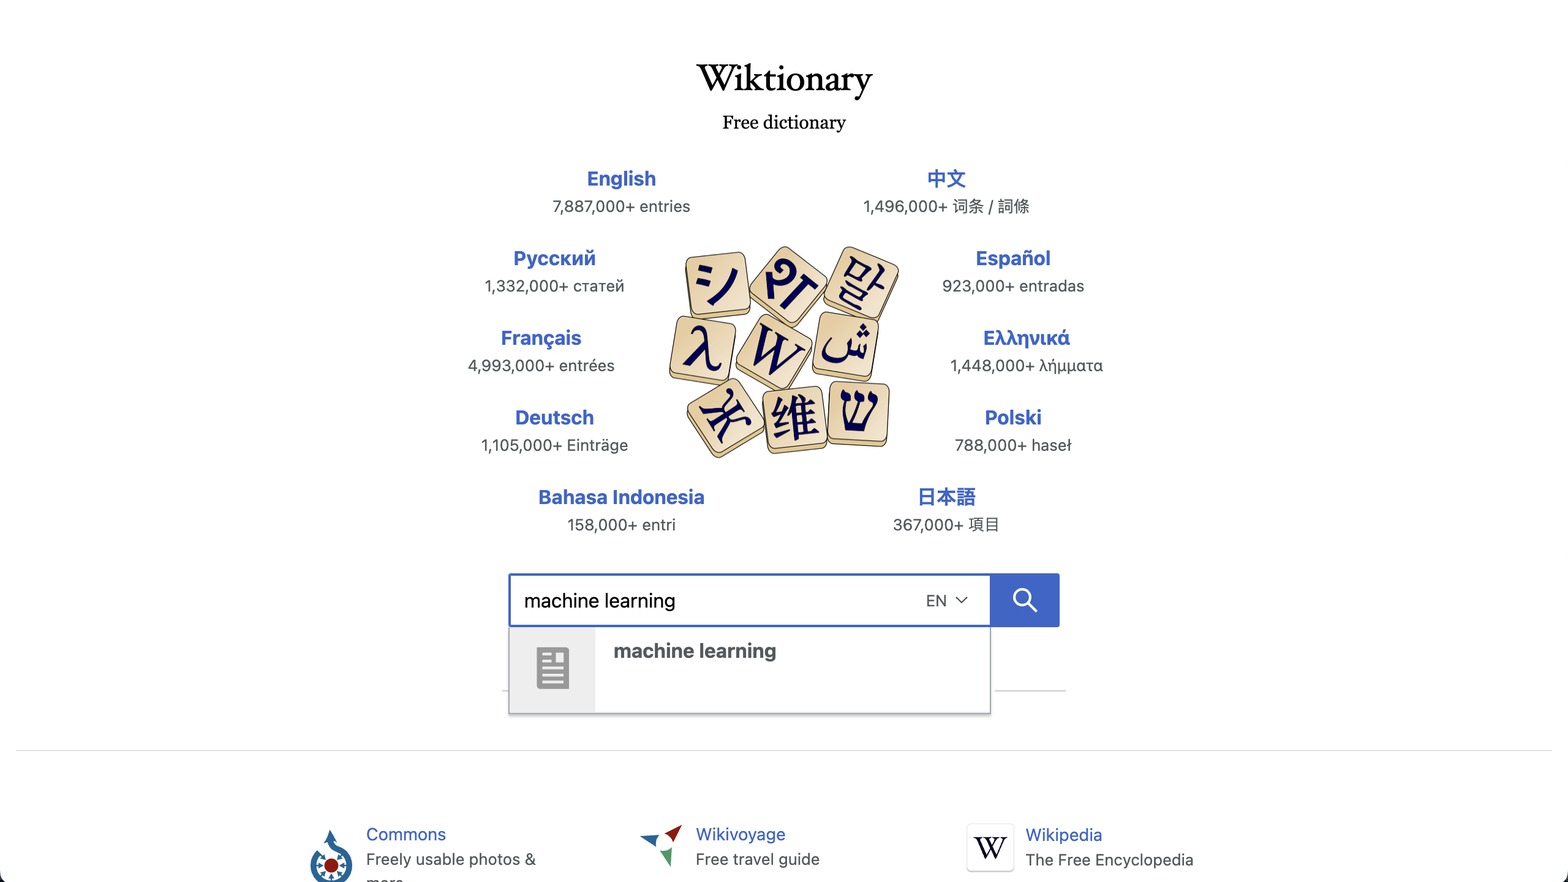 Wiktionary
Free dictionary
English
7,887,000+ entries
中文
1,496,000+ 词条 / 詞條
Русский
1,332,000+ статей
Español
923,000+ entradas
Français
4,993,000+ entrées
Ελληνικά
1,448,000+ λήμματα
Deutsch
1,105,000+ Einträge
Polski
788,000+ haseł
シ
शा
말
λ
W
ش
Ж
维
ש
Bahasa Indonesia
158,000+ entri
日本語
367,000+ 項目
machine learning
EN
machine learning
Commons
Freely usable photos &
Wikivoyage
Free travel guide
W
Wikipedia
The Free Encyclopedia